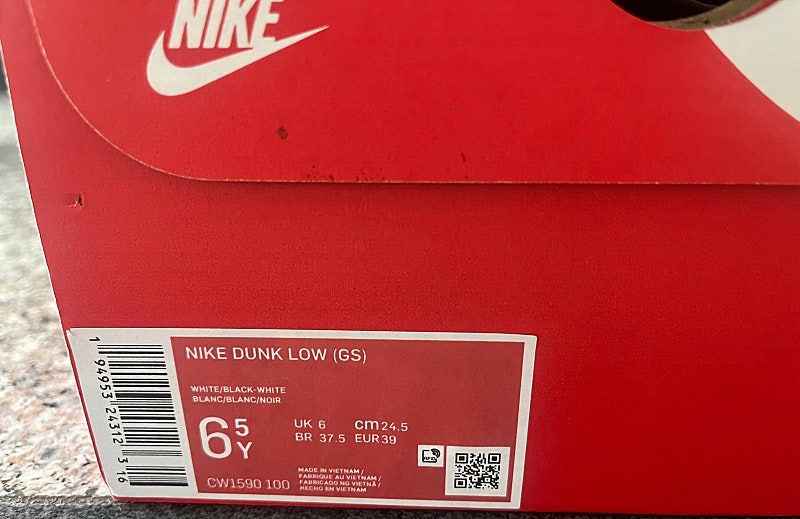 NIKE
NIKE DUNK LOW (GS)
WHITE/BLACK-WHITE
BLANC/BLANC/NOIR
6 5 Y
UK 6 cm 24.5
BR 37.5 EUR 39
CW1590 100
MADE IN VIETNAM /
FABRIQUE AU VIETNAM /
FABRICADO NO VIETNÃ /
HECHO EN VIETNAM
RFID
1 94953 24312 3 16